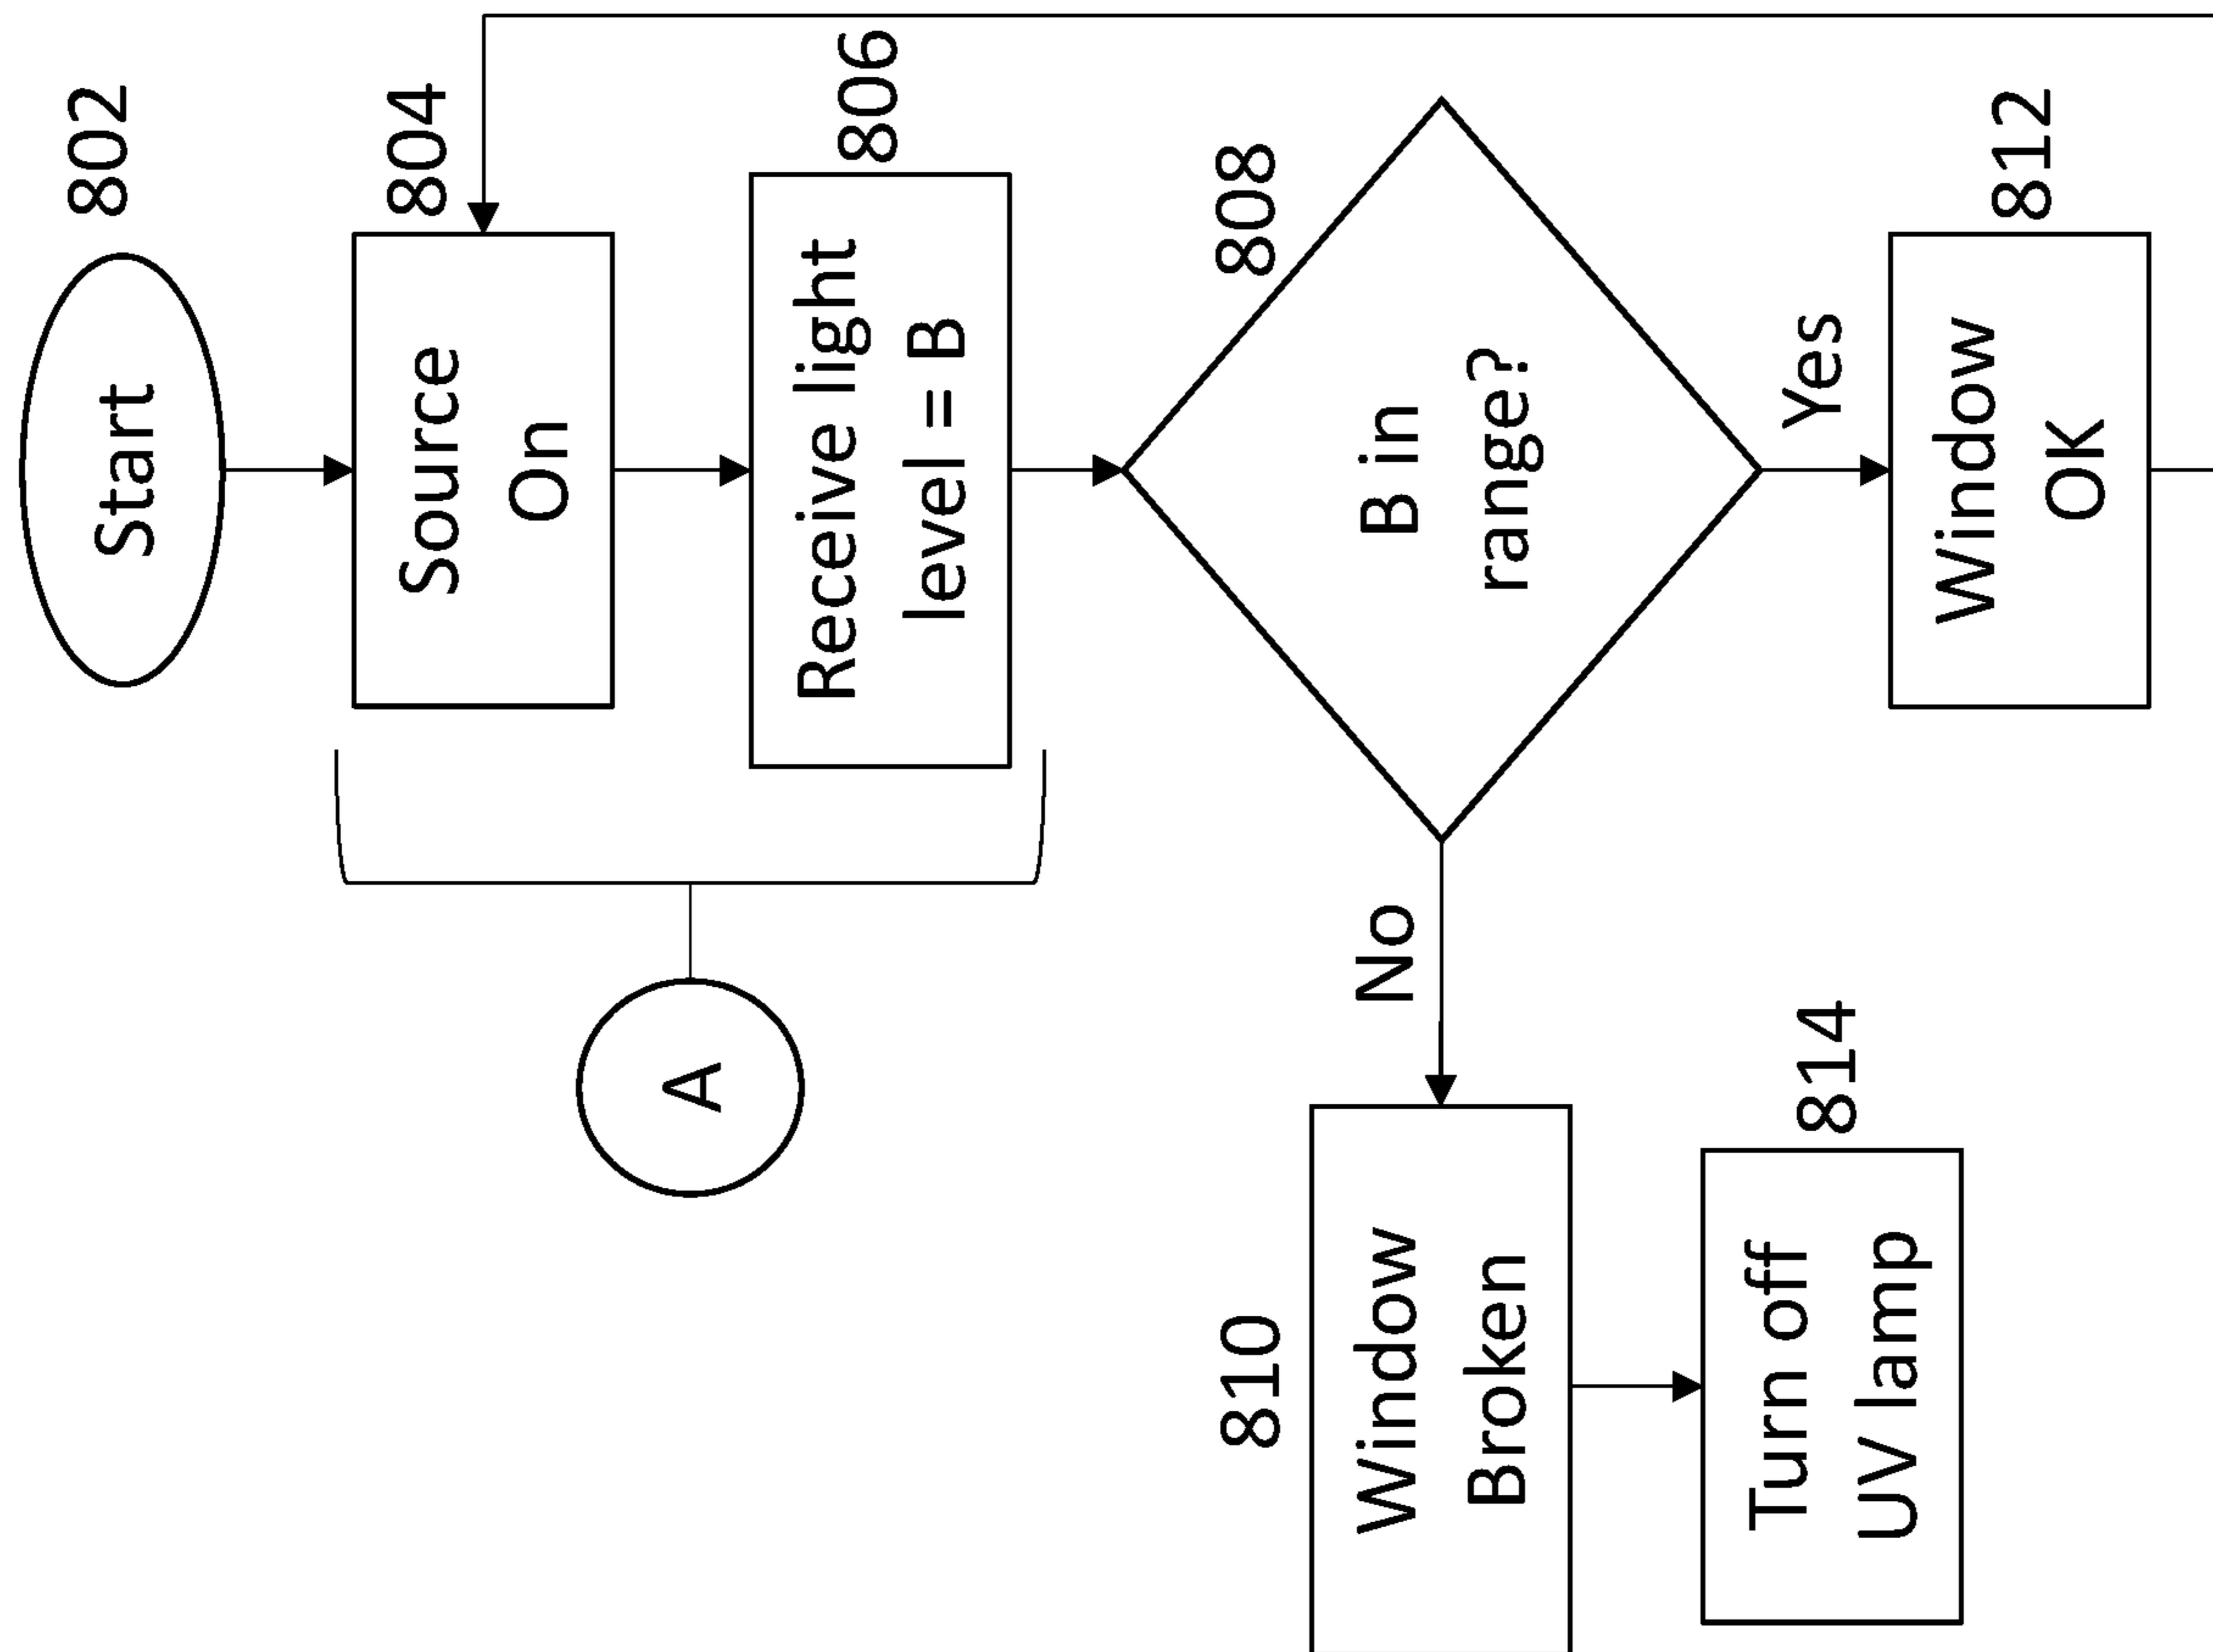 Start
802
Source
On
804
Receive light
level = B
806
A
B in
range?
808
Yes
No
Window
OK
812
Window
Broken
810
Turn off
UV lamp
814